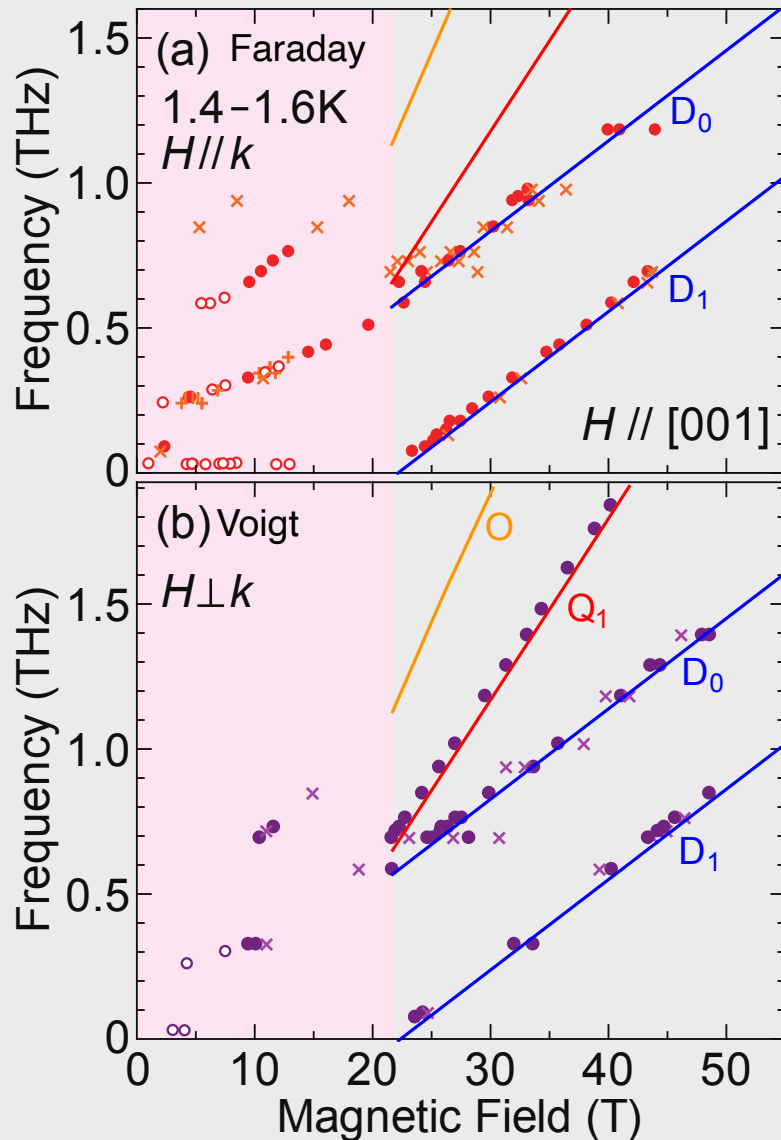 (a) Faraday
1.4–1.6K
H//k
D0
D1
H // [001]
1.5
1.0
0.5
0
Frequency (THz)
(b) Voigt
H⊥k
O
Q1
D0
D1
1.5
1.0
0.5
0
Frequency (THz)
0 10 20 30 40 50
Magnetic Field (T)